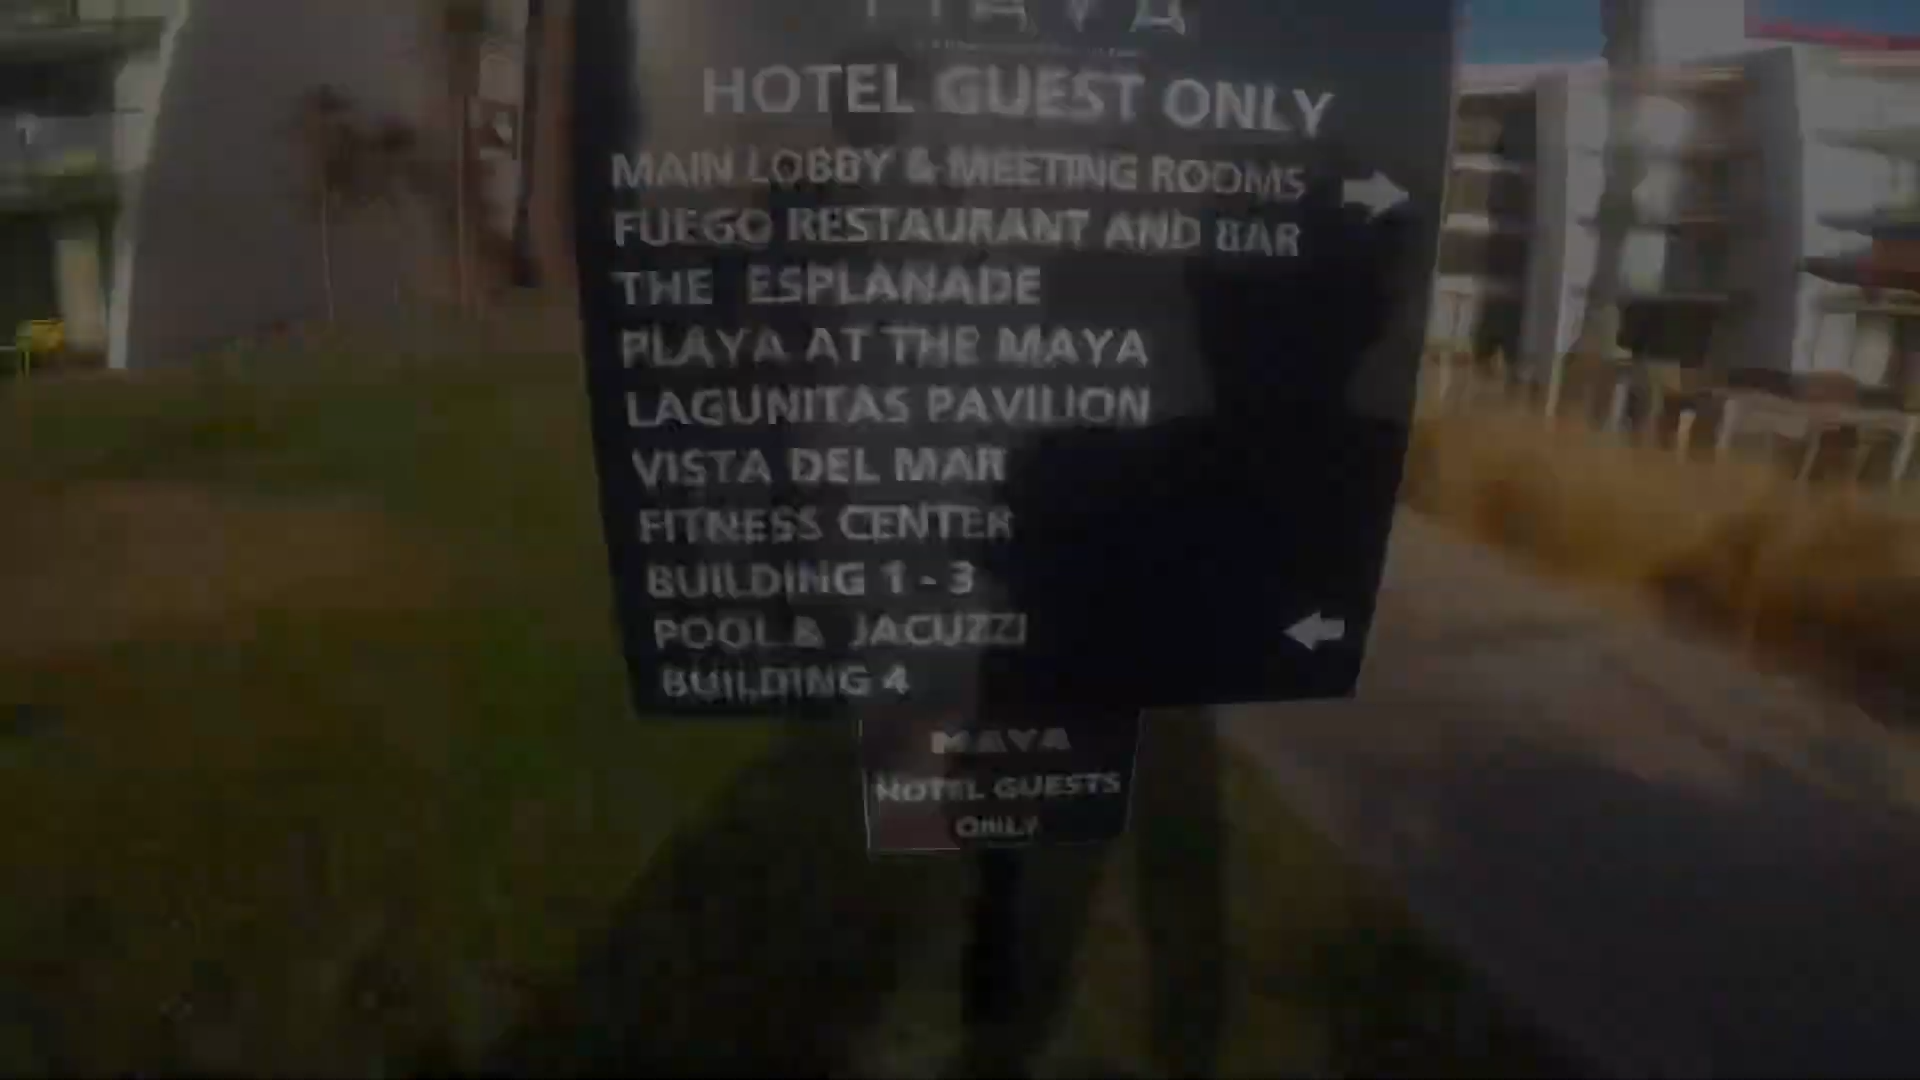 MAYA
HOTEL GUEST ONLY
MAIN LOBBY & MEETING ROOMS
FUEGO RESTAURANT AND BAR
THE ESPLANADE
PLAYA AT THE MAYA
LAGUNITAS PAVILION
VISTA DEL MAR
FITNESS CENTER
BUILDING 1 - 3
POOL & JACUZZI
BUILDING 4
MAYA
HOTEL GUESTS
ONLY